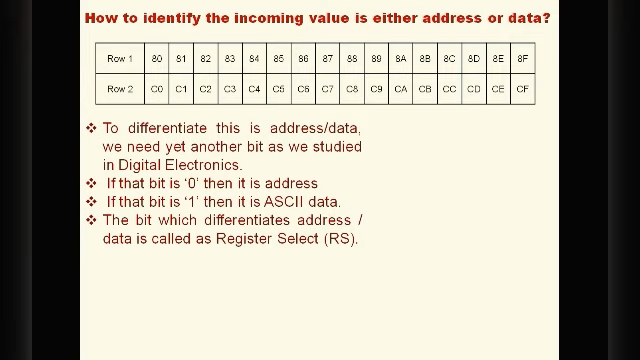 How to identify the incoming value is either address or data?
Row 1 80 81 82 83 84 85 86 87 88 89 8A 8B 8C 8D 8E 8F
Row 2 C0 C1 C2 C3 C4 C5 C6 C7 C8 C9 CA CB CC CD CE CF
❖ To differentiate this is address/data,
we need yet another bit as we studied
in Digital Electronics.
❖ If that bit is '0' then it is address
❖ If that bit is '1' then it is ASCII data.
❖ The bit which differentiates address /
data is called as Register Select (RS).